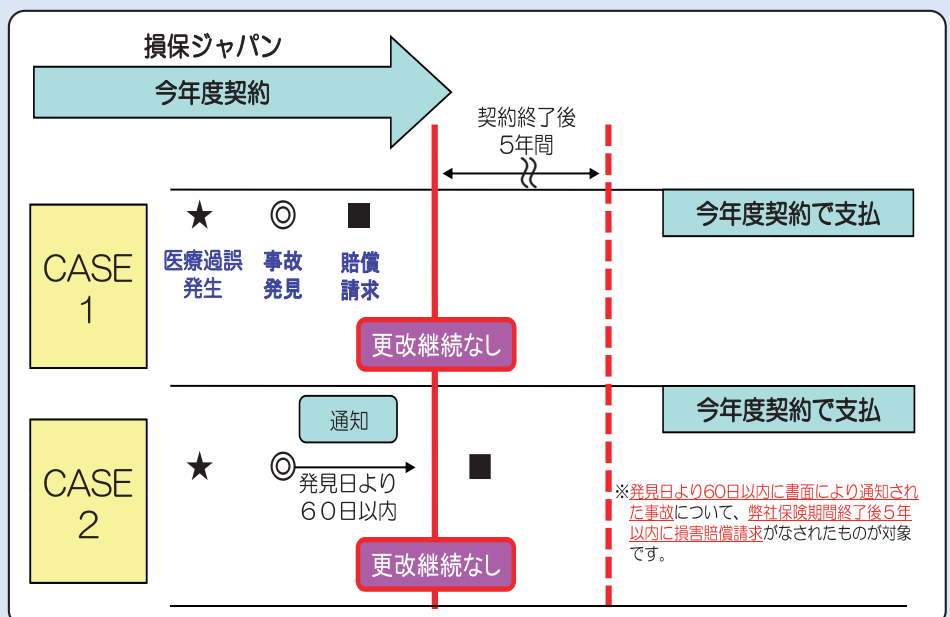 損保ジャパン
今年度契約
契約終了後
5年間
CASE
1
医療過誤
発生
事故
発見
賠償
請求
今年度契約で支払
更改継続なし
CASE
2
通知
発見日より
60日以内
今年度契約で支払
※発見日より60日以内に書面により通知され
た事故について、弊社保険期間終了後5年
以内に損害賠償請求がなされたものが対象
です。
更改継続なし